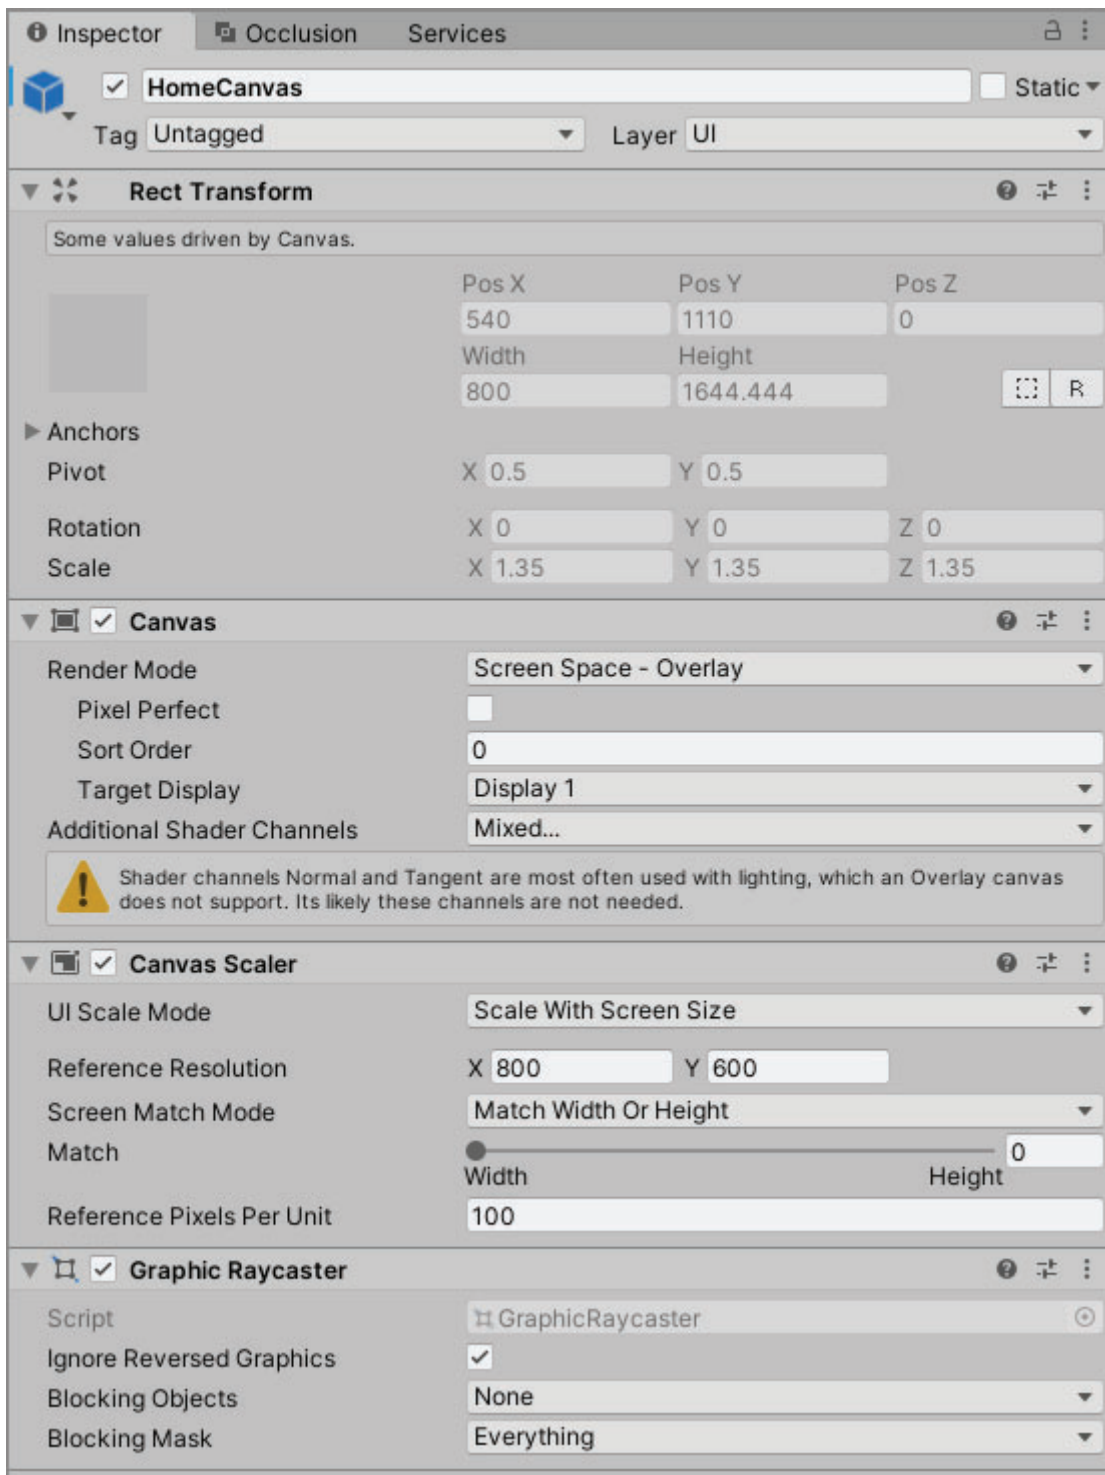 Inspector Occlusion Services
HomeCanvas Static
Tag Untagged Layer UI
Rect Transform
Some values driven by Canvas.
Pos X Pos Y Pos Z
540 1110 0
Width Height
800 1644.444 R
Anchors
Pivot X 0.5 Y 0.5
Rotation X 0 Y 0 Z 0
Scale X 1.35 Y 1.35 Z 1.35
Canvas
Render Mode Screen Space - Overlay
Pixel Perfect
Sort Order 0
Target Display Display 1
Additional Shader Channels Mixed...
Shader channels Normal and Tangent are most often used with lighting, which an Overlay canvas
does not support. Its likely these channels are not needed.
Canvas Scaler
UI Scale Mode Scale With Screen Size
Reference Resolution X 800 Y 600
Screen Match Mode Match Width Or Height
Match 0
Width Height
Reference Pixels Per Unit 100
Graphic Raycaster
Script GraphicRaycaster
Ignore Reversed Graphics
Blocking Objects None
Blocking Mask Everything